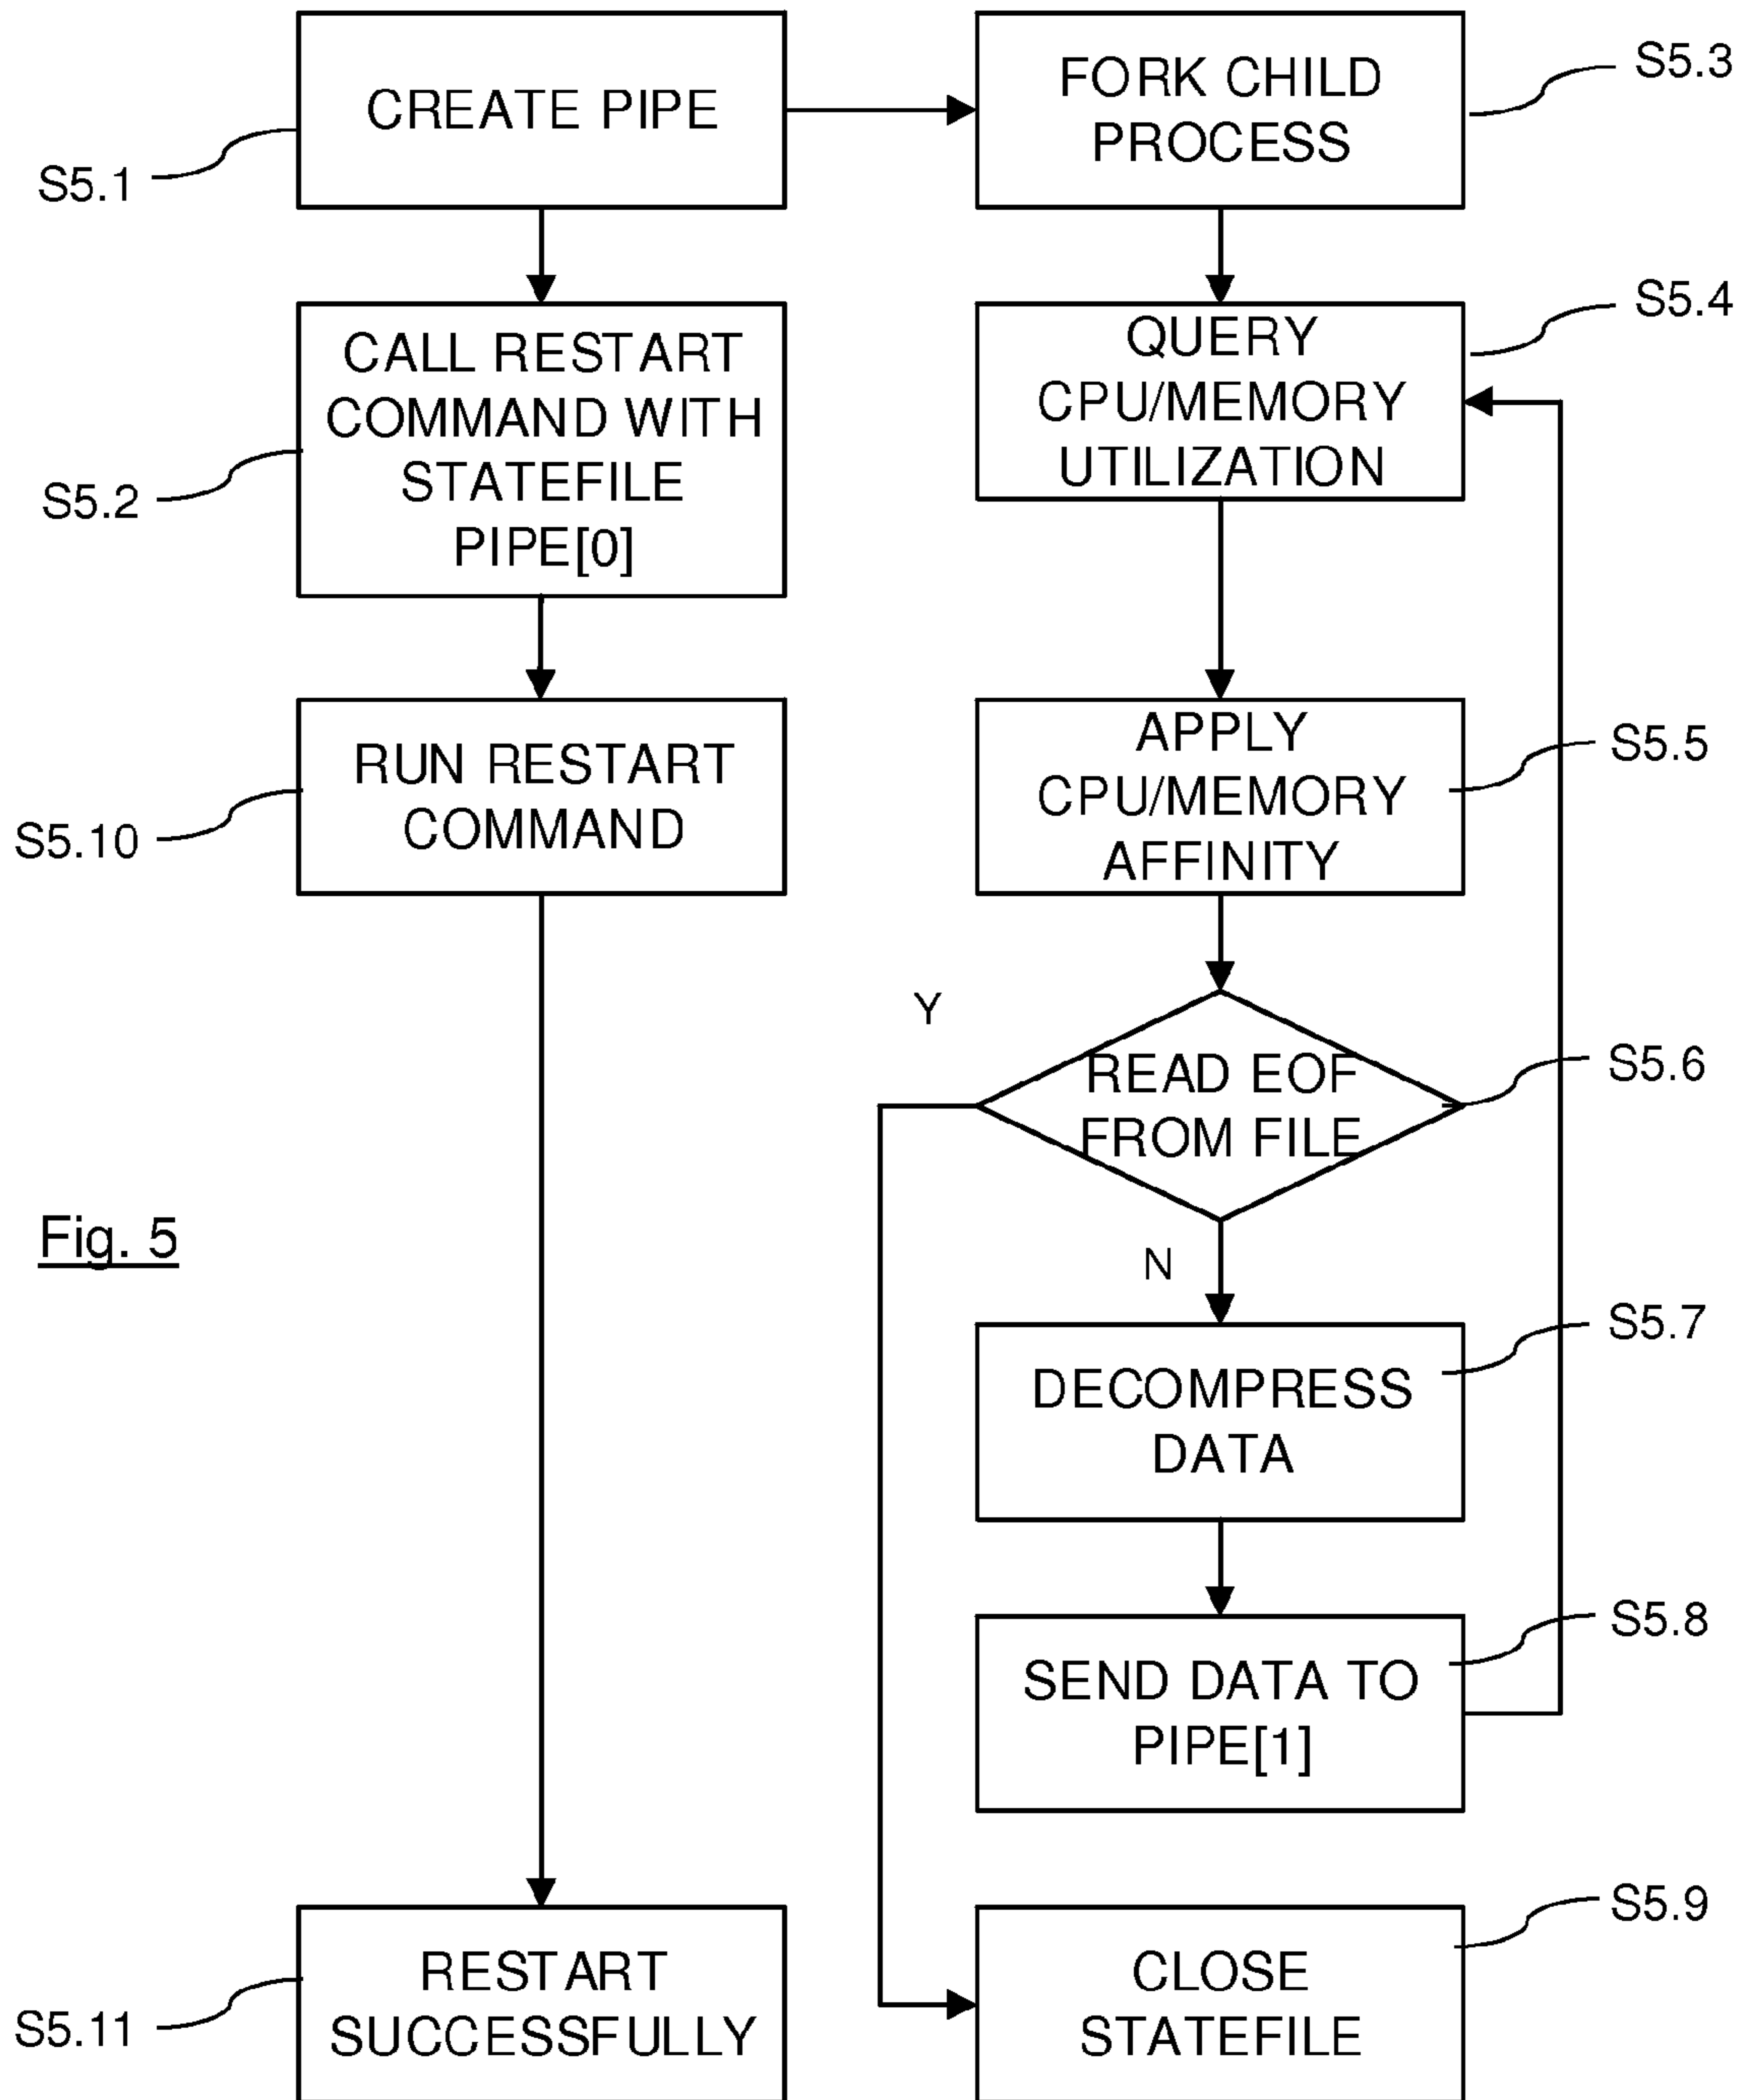 CREATE PIPE
S5.1
FORK CHILD
PROCESS
S5.3
CALL RESTART
COMMAND WITH
STATEFILE
PIPE[0]
S5.2
QUERY
CPU/MEMORY
UTILIZATION
S5.4
RUN RESTART
COMMAND
S5.10
APPLY
CPU/MEMORY
AFFINITY
S5.5
Y
READ EOF
FROM FILE
S5.6
N
Fig. 5
DECOMPRESS
DATA
S5.7
SEND DATA TO
PIPE[1]
S5.8
RESTART
SUCCESSFULLY
S5.11
CLOSE
STATEFILE
S5.9